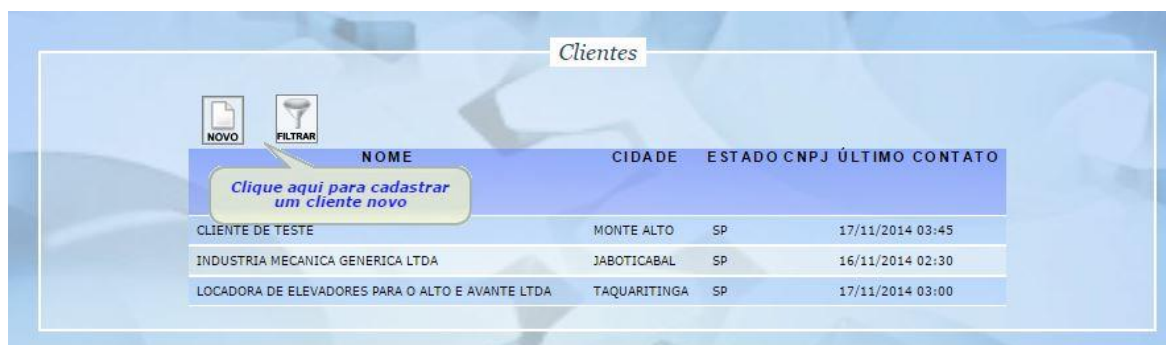 Clientes
NOVO FILTRAR
NOME CIDADE ESTADO CNPJ ÚLTIMO CONTATO
Clique aqui para cadastrar
um cliente novo
CLIENTE DE TESTE MONTE ALTO SP 17/11/2014 03:45
INDUSTRIA MECANICA GENERICA LTDA JABOTICABAL SP 16/11/2014 02:30
LOCADORA DE ELEVADORES PARA O ALTO E AVANTE LTDA TAQUARITINGA SP 17/11/2014 03:00